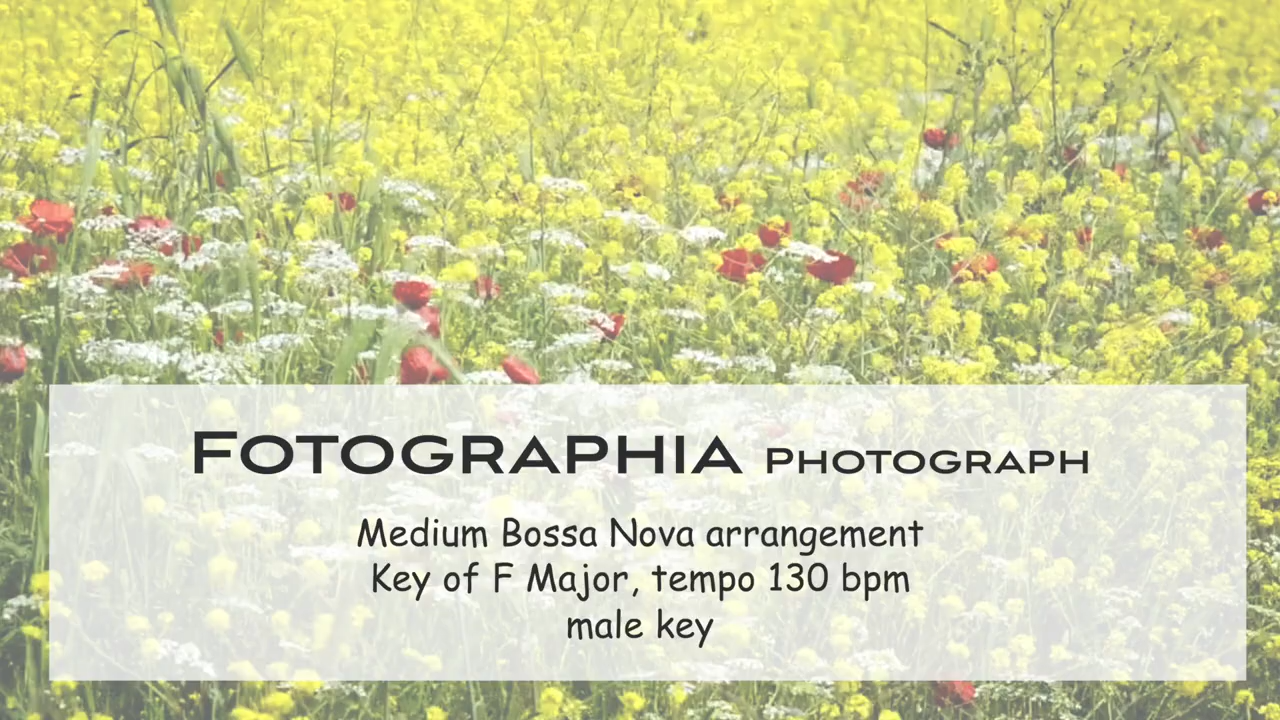 Fotographia Photograph
Medium Bossa Nova arrangement
Key of F Major, tempo 130 bpm
male key